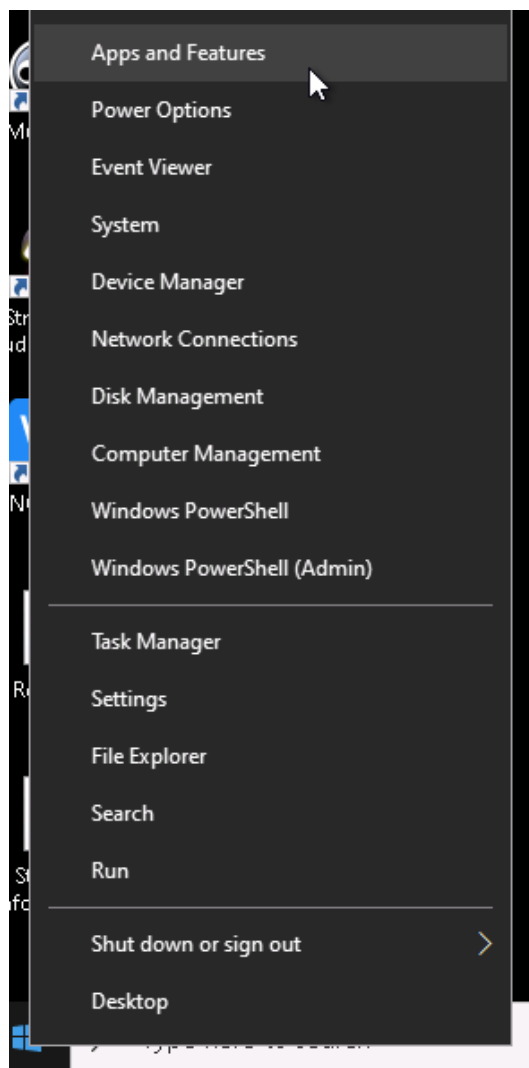 Apps and Features
Power Options
Event Viewer
System
Device Manager
Network Connections
Disk Management
Computer Management
Windows PowerShell
Windows PowerShell (Admin)
Task Manager
Settings
File Explorer
Search
Run
Shut down or sign out
Desktop